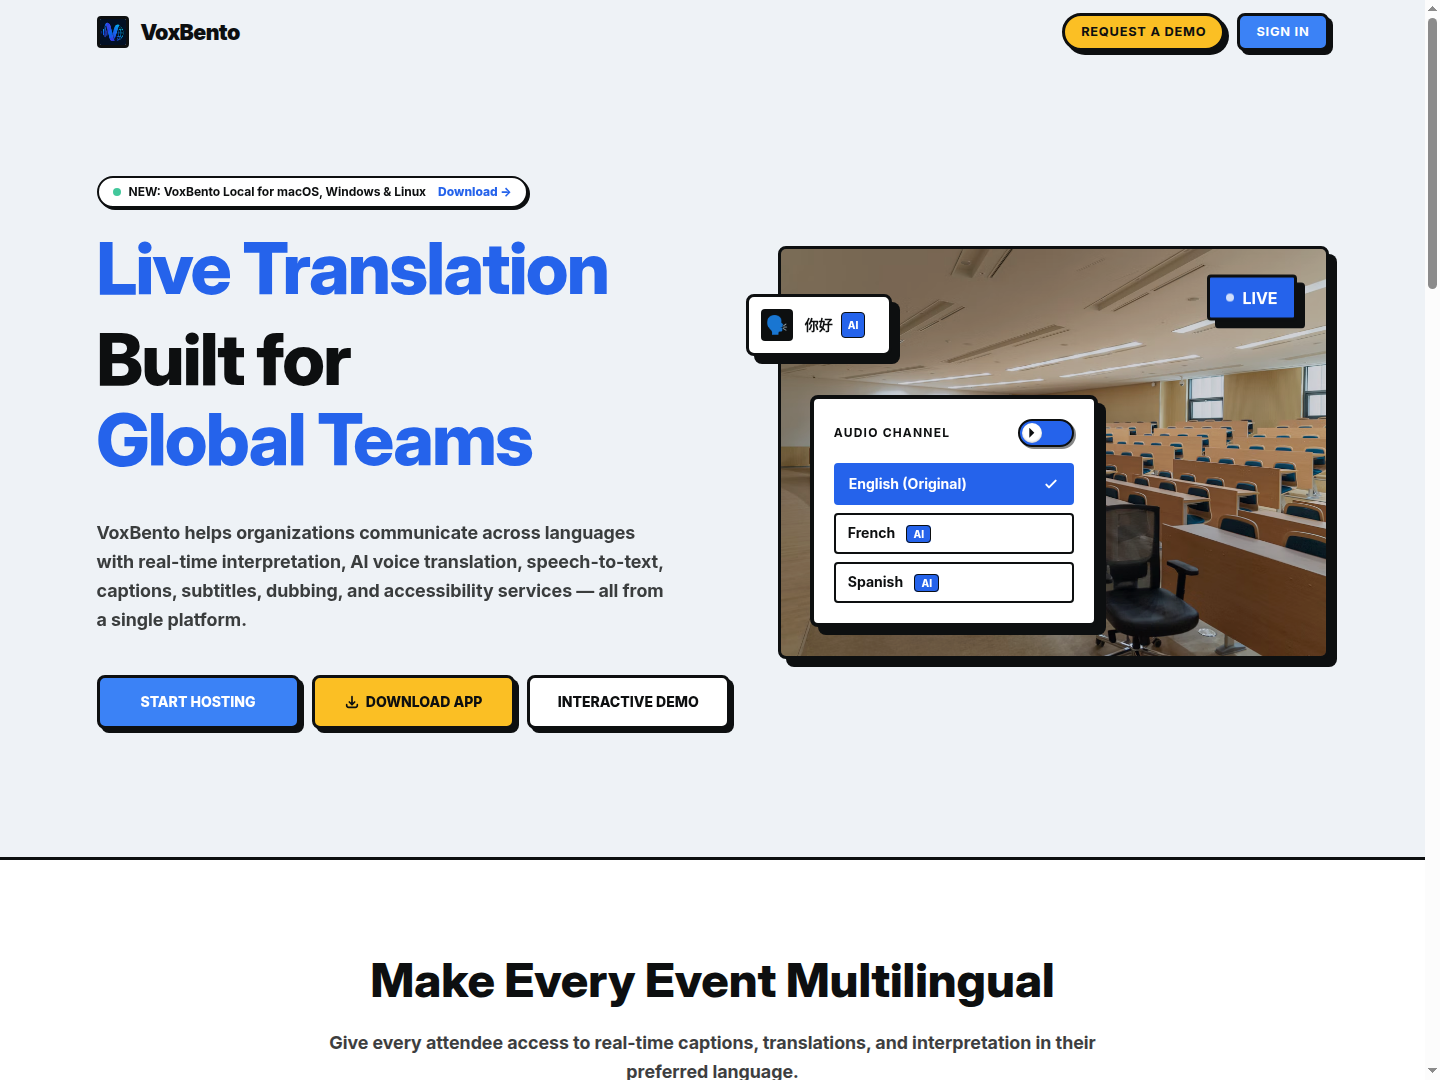 VoxBento
REQUEST A DEMO
SIGN IN
NEW: VoxBento Local for macOS, Windows & Linux Download →
Live Translation
Built for
Global Teams
VoxBento helps organizations communicate across languages
with real-time interpretation, AI voice translation, speech-to-text,
captions, subtitles, dubbing, and accessibility services — all from
a single platform.
START HOSTING
DOWNLOAD APP
INTERACTIVE DEMO
你好 AI
LIVE
AUDIO CHANNEL
English (Original)
French AI
Spanish AI
Make Every Event Multilingual
Give every attendee access to real-time captions, translations, and interpretation in their
preferred language.